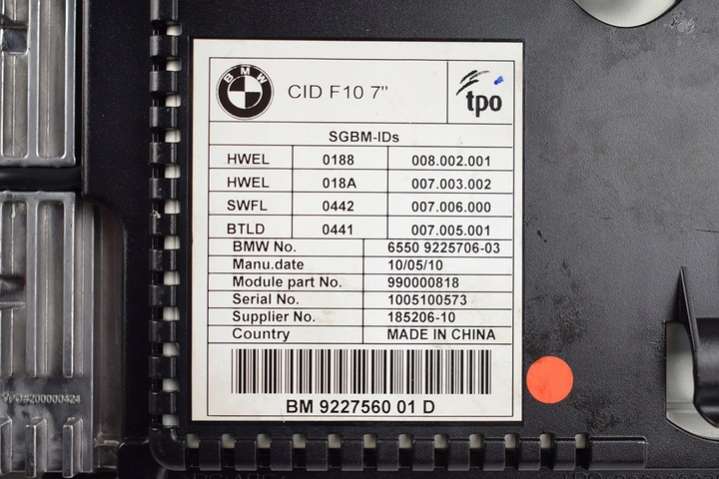 BMW
CID F10 7"
tpo
SGBM-IDs
HWEL 0188 008.002.001
HWEL 018A 007.003.002
SWFL 0442 007.006.000
BTLD 0441 007.005.001
BMW No. 6550 9225706-03
Manu.date 10/05/10
Module part No. 990000818
Serial No. 1005100573
Supplier No. 185206-10
Country MADE IN CHINA
BM 9227560 01 D